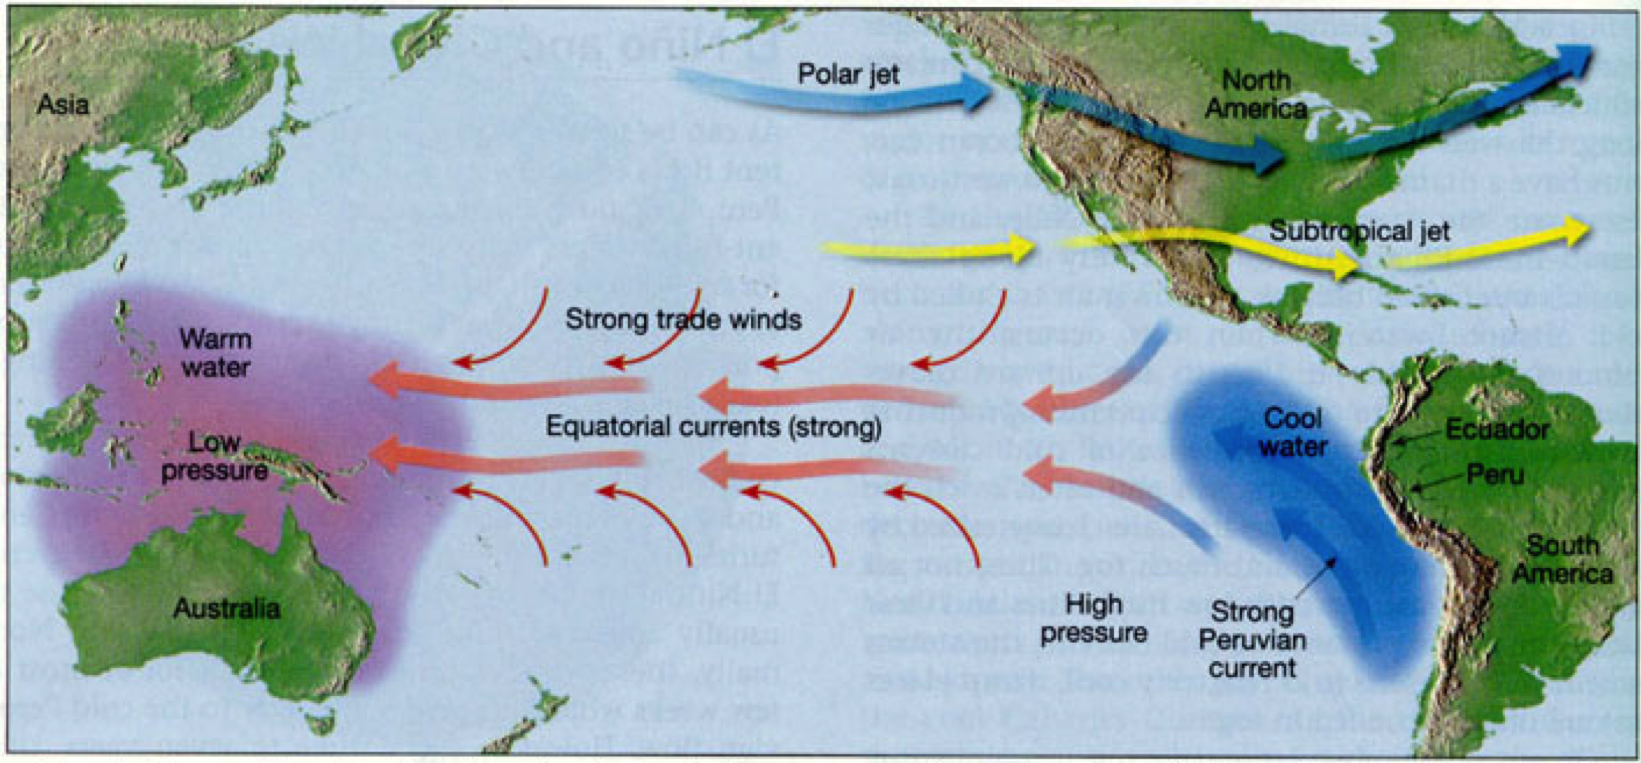 Asia
Polar jet
North
America
Subtropical jet
Strong trade winds
Warm
water
Equatorial currents (strong)
Low
pressure
Cool
water
Ecuador
Peru
South
America
Australia
High
pressure
Strong
Peruvian
current